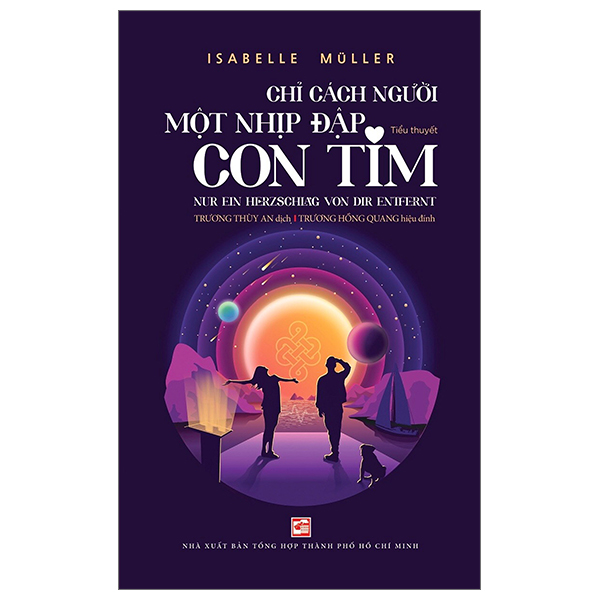 ISABELLE MÜLLER
CHỈ CÁCH NGƯỜI
MỘT NHỊP ĐẬP
Tiểu thuyết
CON TIM
NUR EIN HERZSCHLAG VON DIR ENTFERNT
TRƯƠNG THÙY AN dịch I TRƯƠNG HỒNG QUANG hiệu đính
NHÀ XUẤT BẢN TỔNG HỢP THÀNH PHỐ HỒ CHÍ MINH